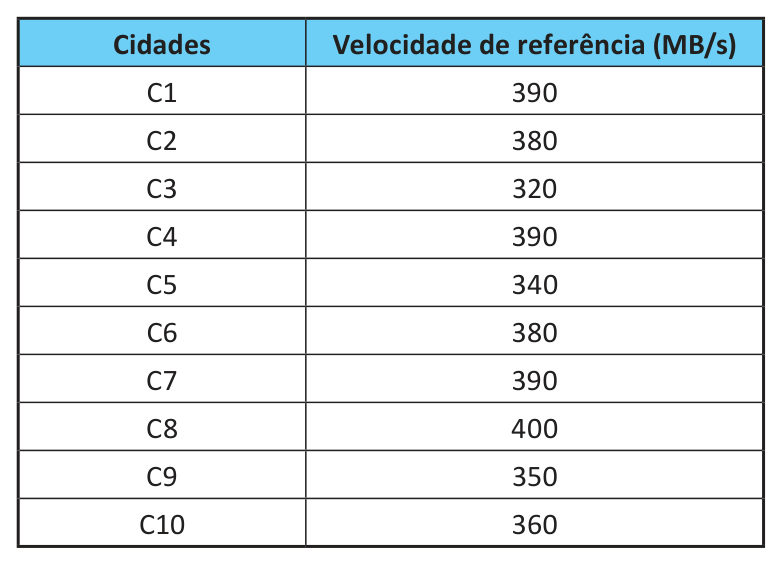 Cidades Velocidade de referência (MB/s)
C1 390
C2 380
C3 320
C4 390
C5 340
C6 380
C7 390
C8 400
C9 350
C10 360